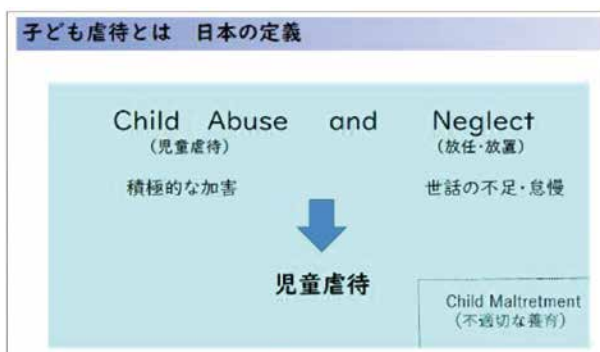 子ども虐待とは　日本の定義
Child Abuse and Neglect
(児童虐待) (放任・放置)
積極的な加害 世話の不足・怠慢
児童虐待
Child Maltretment
(不適切な養育)